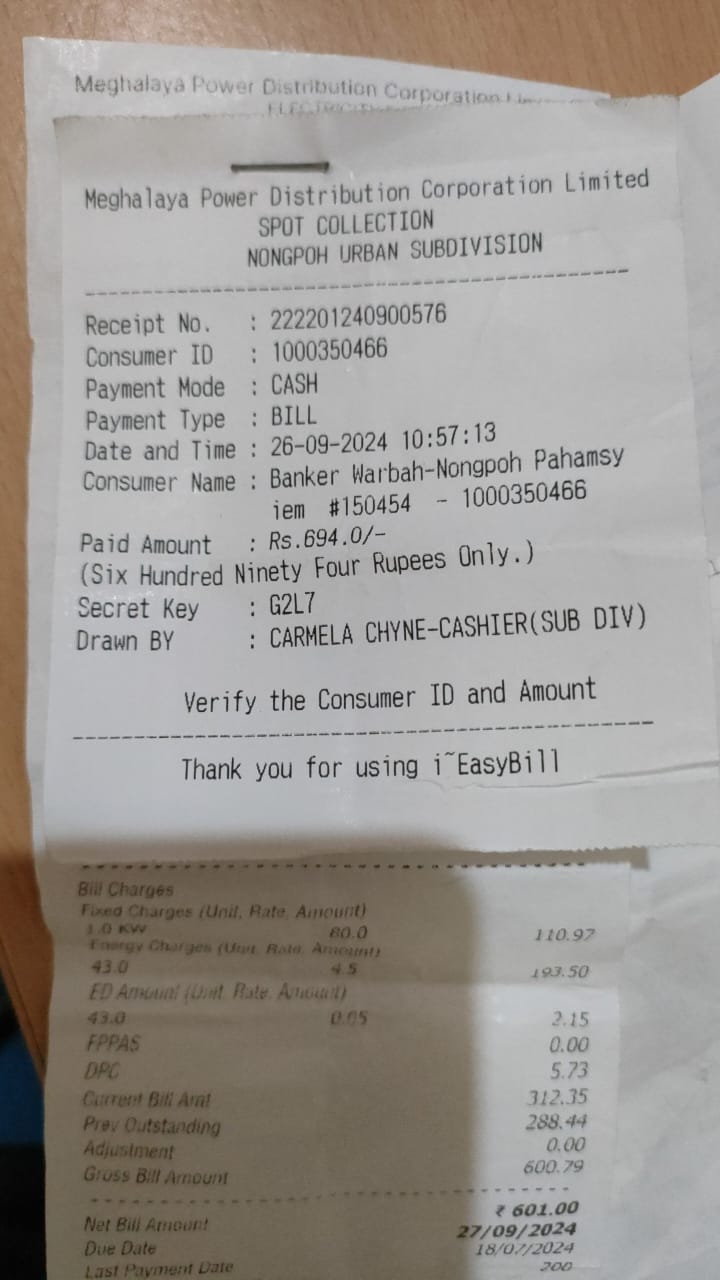 Meghalaya Power Distribution Corporation
Meghalaya Power Distribution Corporation Limited
SPOT COLLECTION
NONGPOH URBAN SUBDIVISION
Receipt No. : 222201240900576
Consumer ID : 1000350466
Payment Mode : CASH
Payment Type : BILL
Date and Time : 26-09-2024 10:57:13
Consumer Name : Banker Warbah-Nongpoh Pahamsy
iem #150454 - 1000350466
Paid Amount : Rs.694.0/-
(Six Hundred Ninety Four Rupees Only.)
Secret Key : G2L7
Drawn BY : CARMELA CHYNE-CASHIER(SUB DIV)
Verify the Consumer ID and Amount
Thank you for using i~EasyBill
Bill Charges
Fixed Charges (Unit, Rate, Amount)
1.0 KW 80.0 110.97
Energy Charges (Unit, Rate, Amount)
43.0 4.5 193.50
ED Amount (Unit, Rate, Amount)
43.0 0.05 2.15
FPPAS 0.00
DPC 5.73
Current Bill Amt 312.35
Prev Outstanding 288.44
Adjustment 0.00
Gross Bill Amount 600.79
Net Bill Amount ₹ 601.00
Due Date 27/09/2024
Last Payment Date 18/07/2024
200